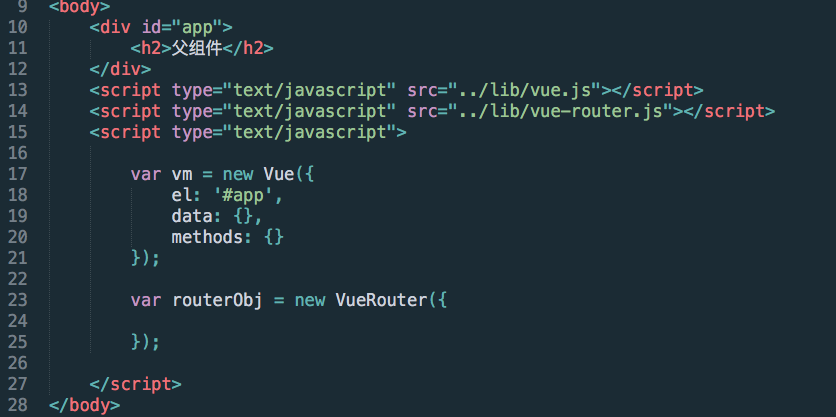 9 <body>
10     <div id="app">
11         <h2>父组件</h2>
12     </div>
13     <script type="text/javascript" src="../lib/vue.js"></script>
14     <script type="text/javascript" src="../lib/vue-router.js"></script>
15     <script type="text/javascript">
16
17         var vm = new Vue({
18             el: '#app',
19             data: {},
20             methods: {}
21         });
22
23         var routerObj = new VueRouter({
24
25         });
26
27     </script>
28 </body>